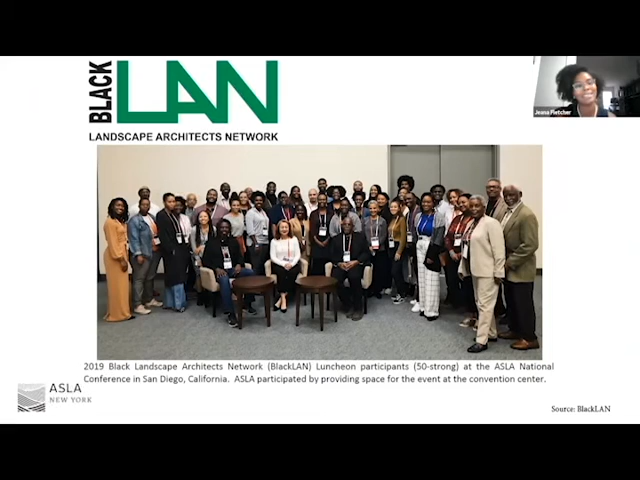 BLACK
LAN
LANDSCAPE ARCHITECTS NETWORK
Jeana Fletcher
2019 Black Landscape Architects Network (BlackLAN) Luncheon participants (50-strong) at the ASLA National
Conference in San Diego, California. ASLA participated by providing space for the event at the convention center.
ASLA
NEW YORK
Source: BlackLAN